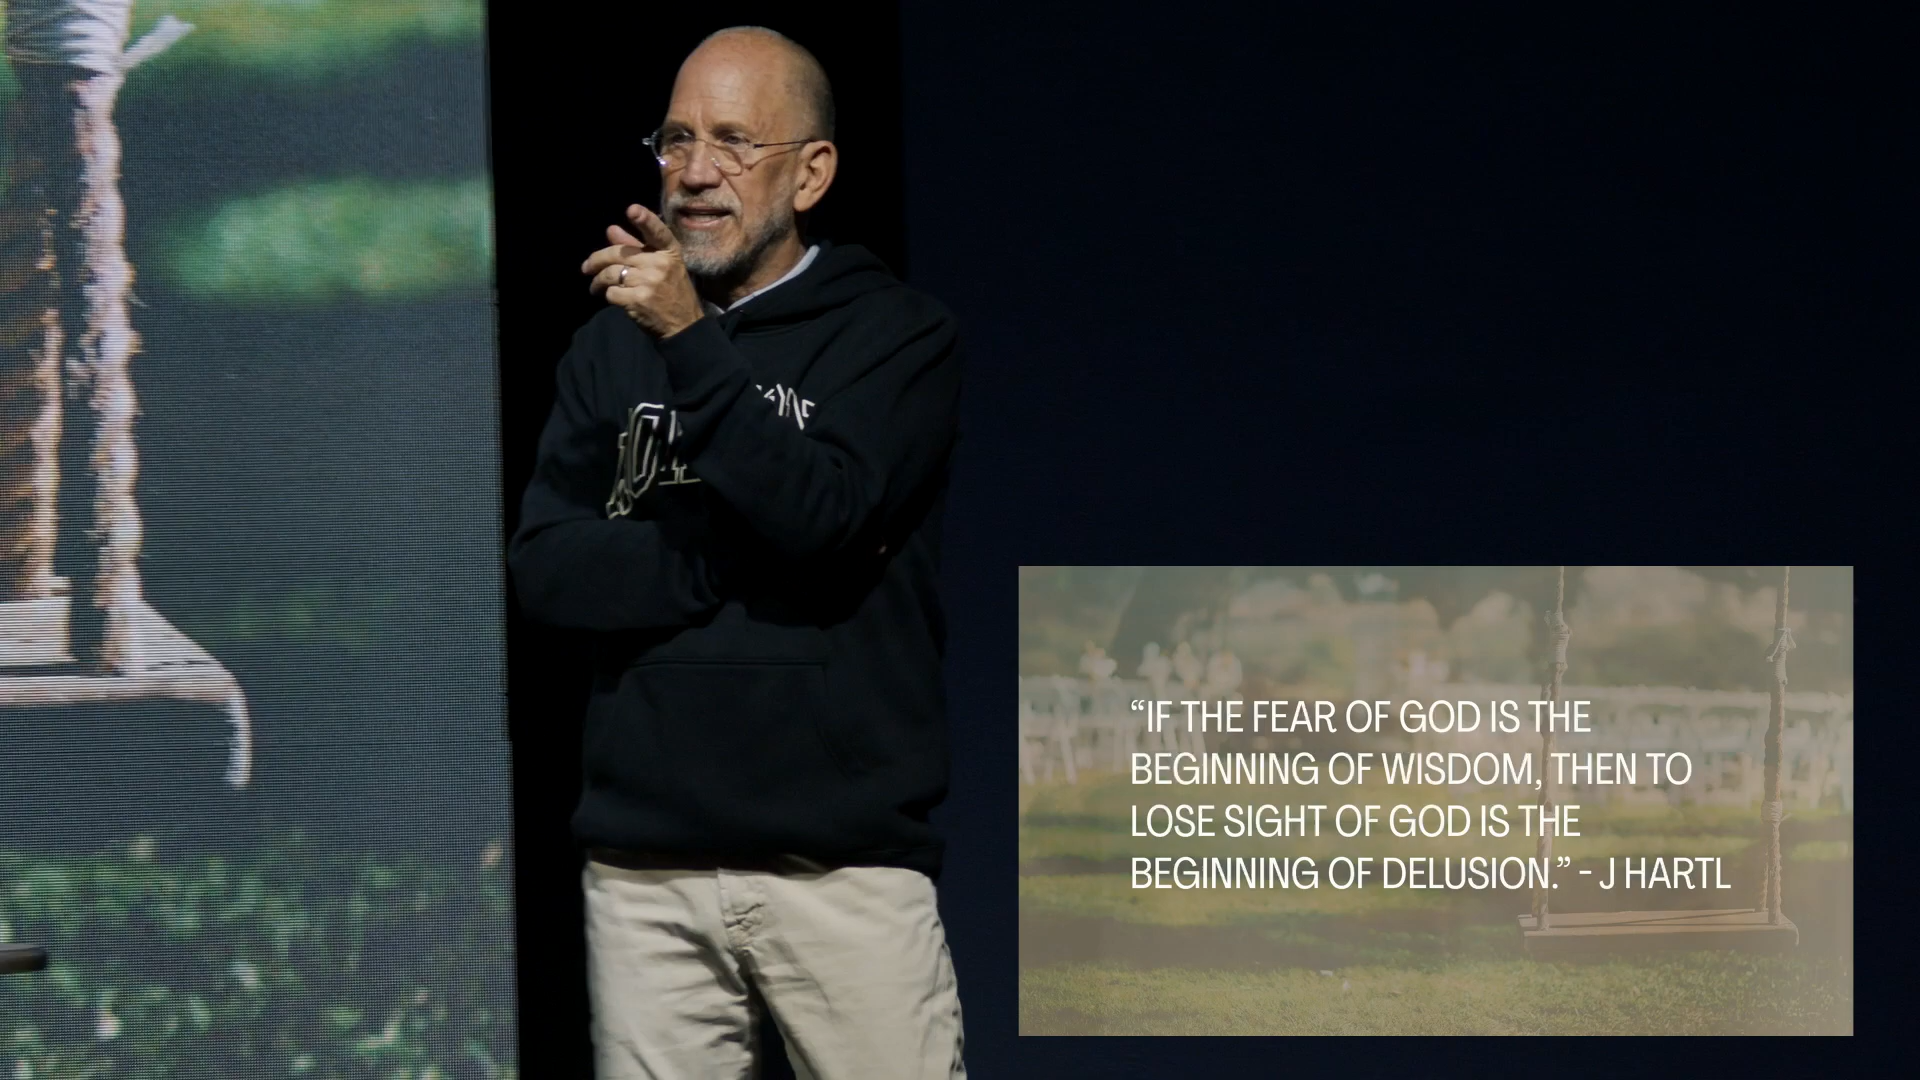 “IF THE FEAR OF GOD IS THE
BEGINNING OF WISDOM, THEN TO
LOSE SIGHT OF GOD IS THE
BEGINNING OF DELUSION.” - J HARTL